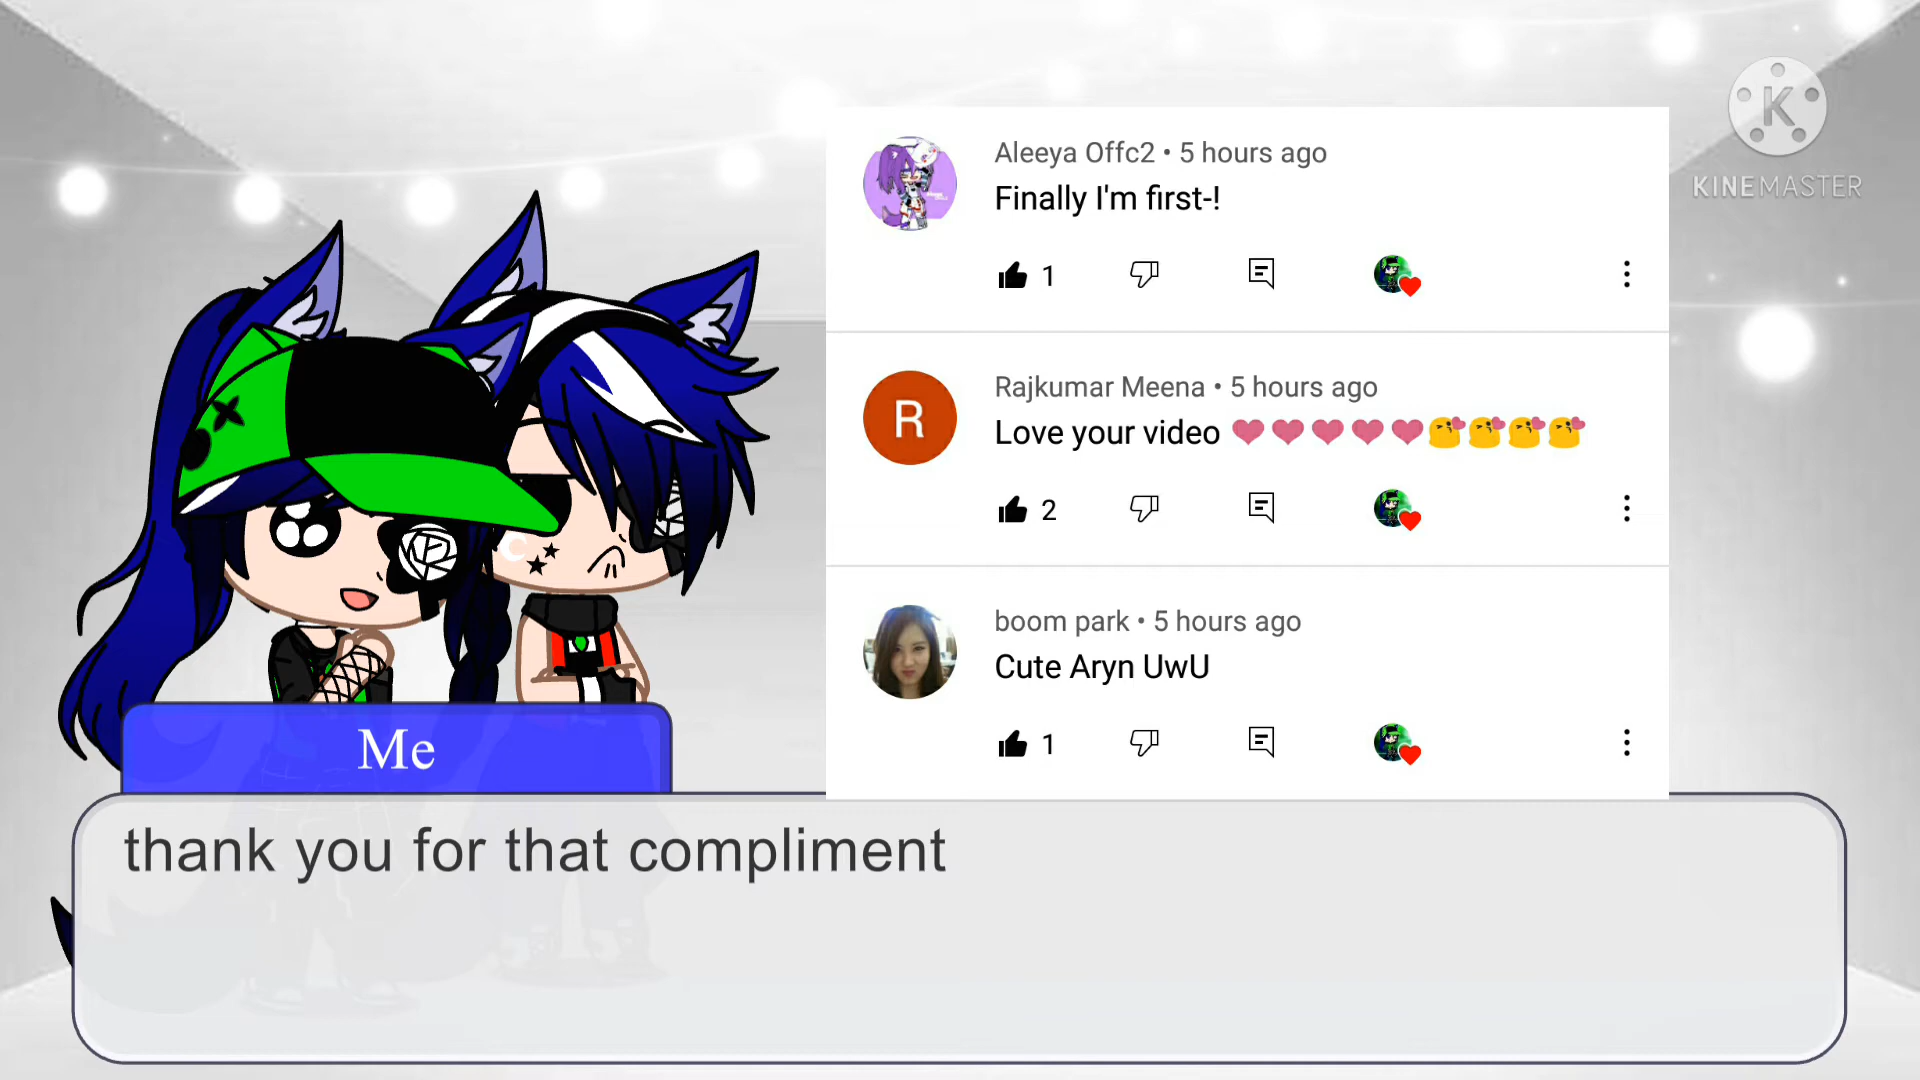 K
KINEMASTER
Aleeya Offc2 • 5 hours ago
Finally I'm first-!
1
R
Rajkumar Meena • 5 hours ago
Love your video ❤❤❤❤❤😘😘😘😘
2
boom park • 5 hours ago
Cute Aryn UwU
1
Me
thank you for that compliment